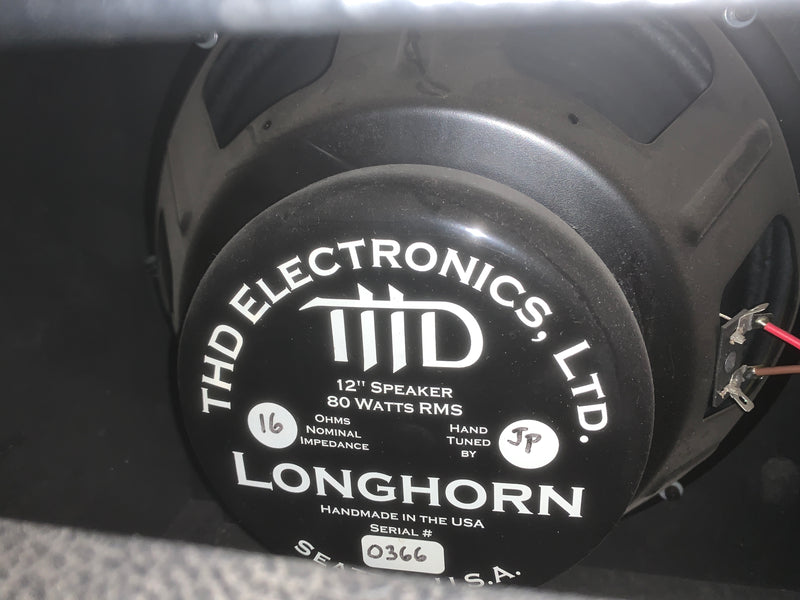 THD ELECTRONICS, LTD.
THD
12" SPEAKER
80 WATTS RMS
16
OHMS
NOMINAL
IMPEDANCE
HAND
TUNED
BY
JP
LONGHORN
HANDMADE IN THE USA
SERIAL #
0366
U.S.A.